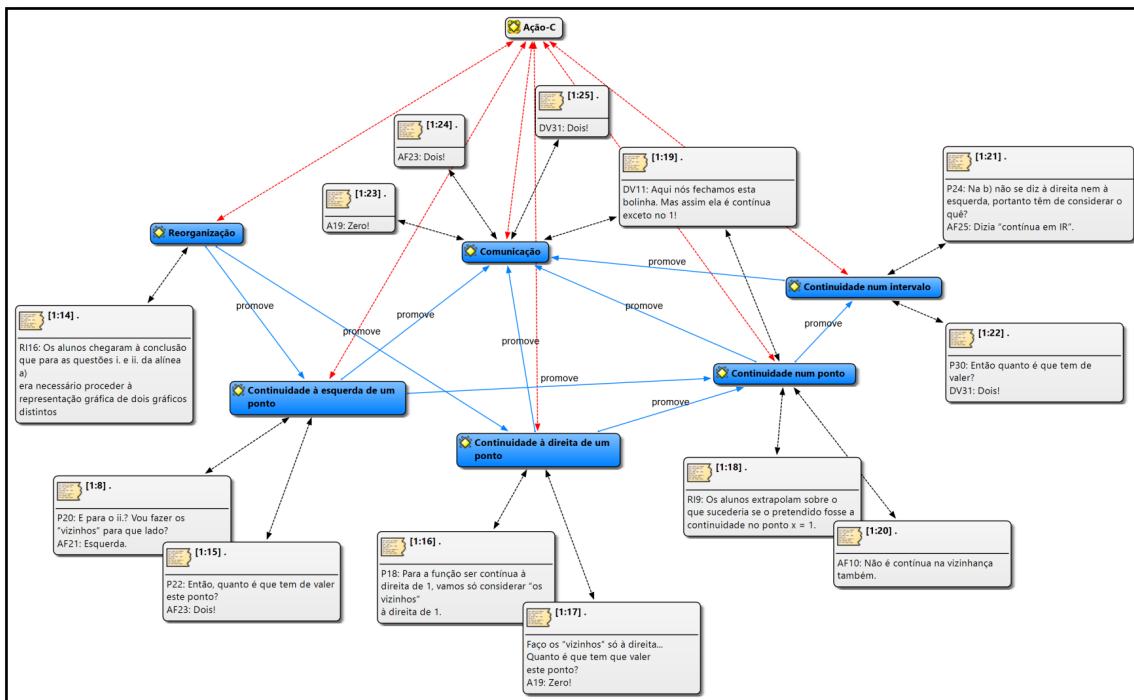 Ação-C
[1:25] .
DV31: Dois!
[1:24] .
AF23: Dois!
[1:19] .
DV11: Aqui nós fechamos esta
bolinha. Mas assim ela é contínua
exceto no 1!
[1:21] .
P24: Na b) não se diz à direita nem à
esquerda, portanto têm de considerar o
quê?
AF25: Dizia “contínua em IR”.
[1:23] .
A19: Zero!
Reorganização
Comunicação
promove
Continuidade num intervalo
promove
promove
promove
promove
promove
promove
[1:14] .
RI16: Os alunos chegaram à conclusão
que para as questões i. e ii. da alínea
a)
era necessário proceder à
representação gráfica de dois gráficos
distintos
[1:22] .
P30: Então quanto é que tem de
valer?
DV31: Dois!
Continuidade à esquerda de um
ponto
promove
Continuidade num ponto
promove
Continuidade à direita de um
ponto
[1:8] .
P20: E para o ii.? Vou fazer os
“vizinhos” para que lado?
AF21: Esquerda.
[1:15] .
P22: Então, quanto é que tem de valer
este ponto?
AF23: Dois!
[1:16] .
P18: Para a função ser contínua à
direita de 1, vamos só considerar “os
vizinhos”
à direita de 1.
[1:17] .
Faço os “vizinhos” só à direita...
Quanto é que tem que valer
este ponto?
A19: Zero!
[1:18] .
RI9: Os alunos extrapolam sobre o
que sucederia se o pretendido fosse a
continuidade no ponto x = 1.
[1:20] .
AF10: Não é contínua na vizinhança
também.